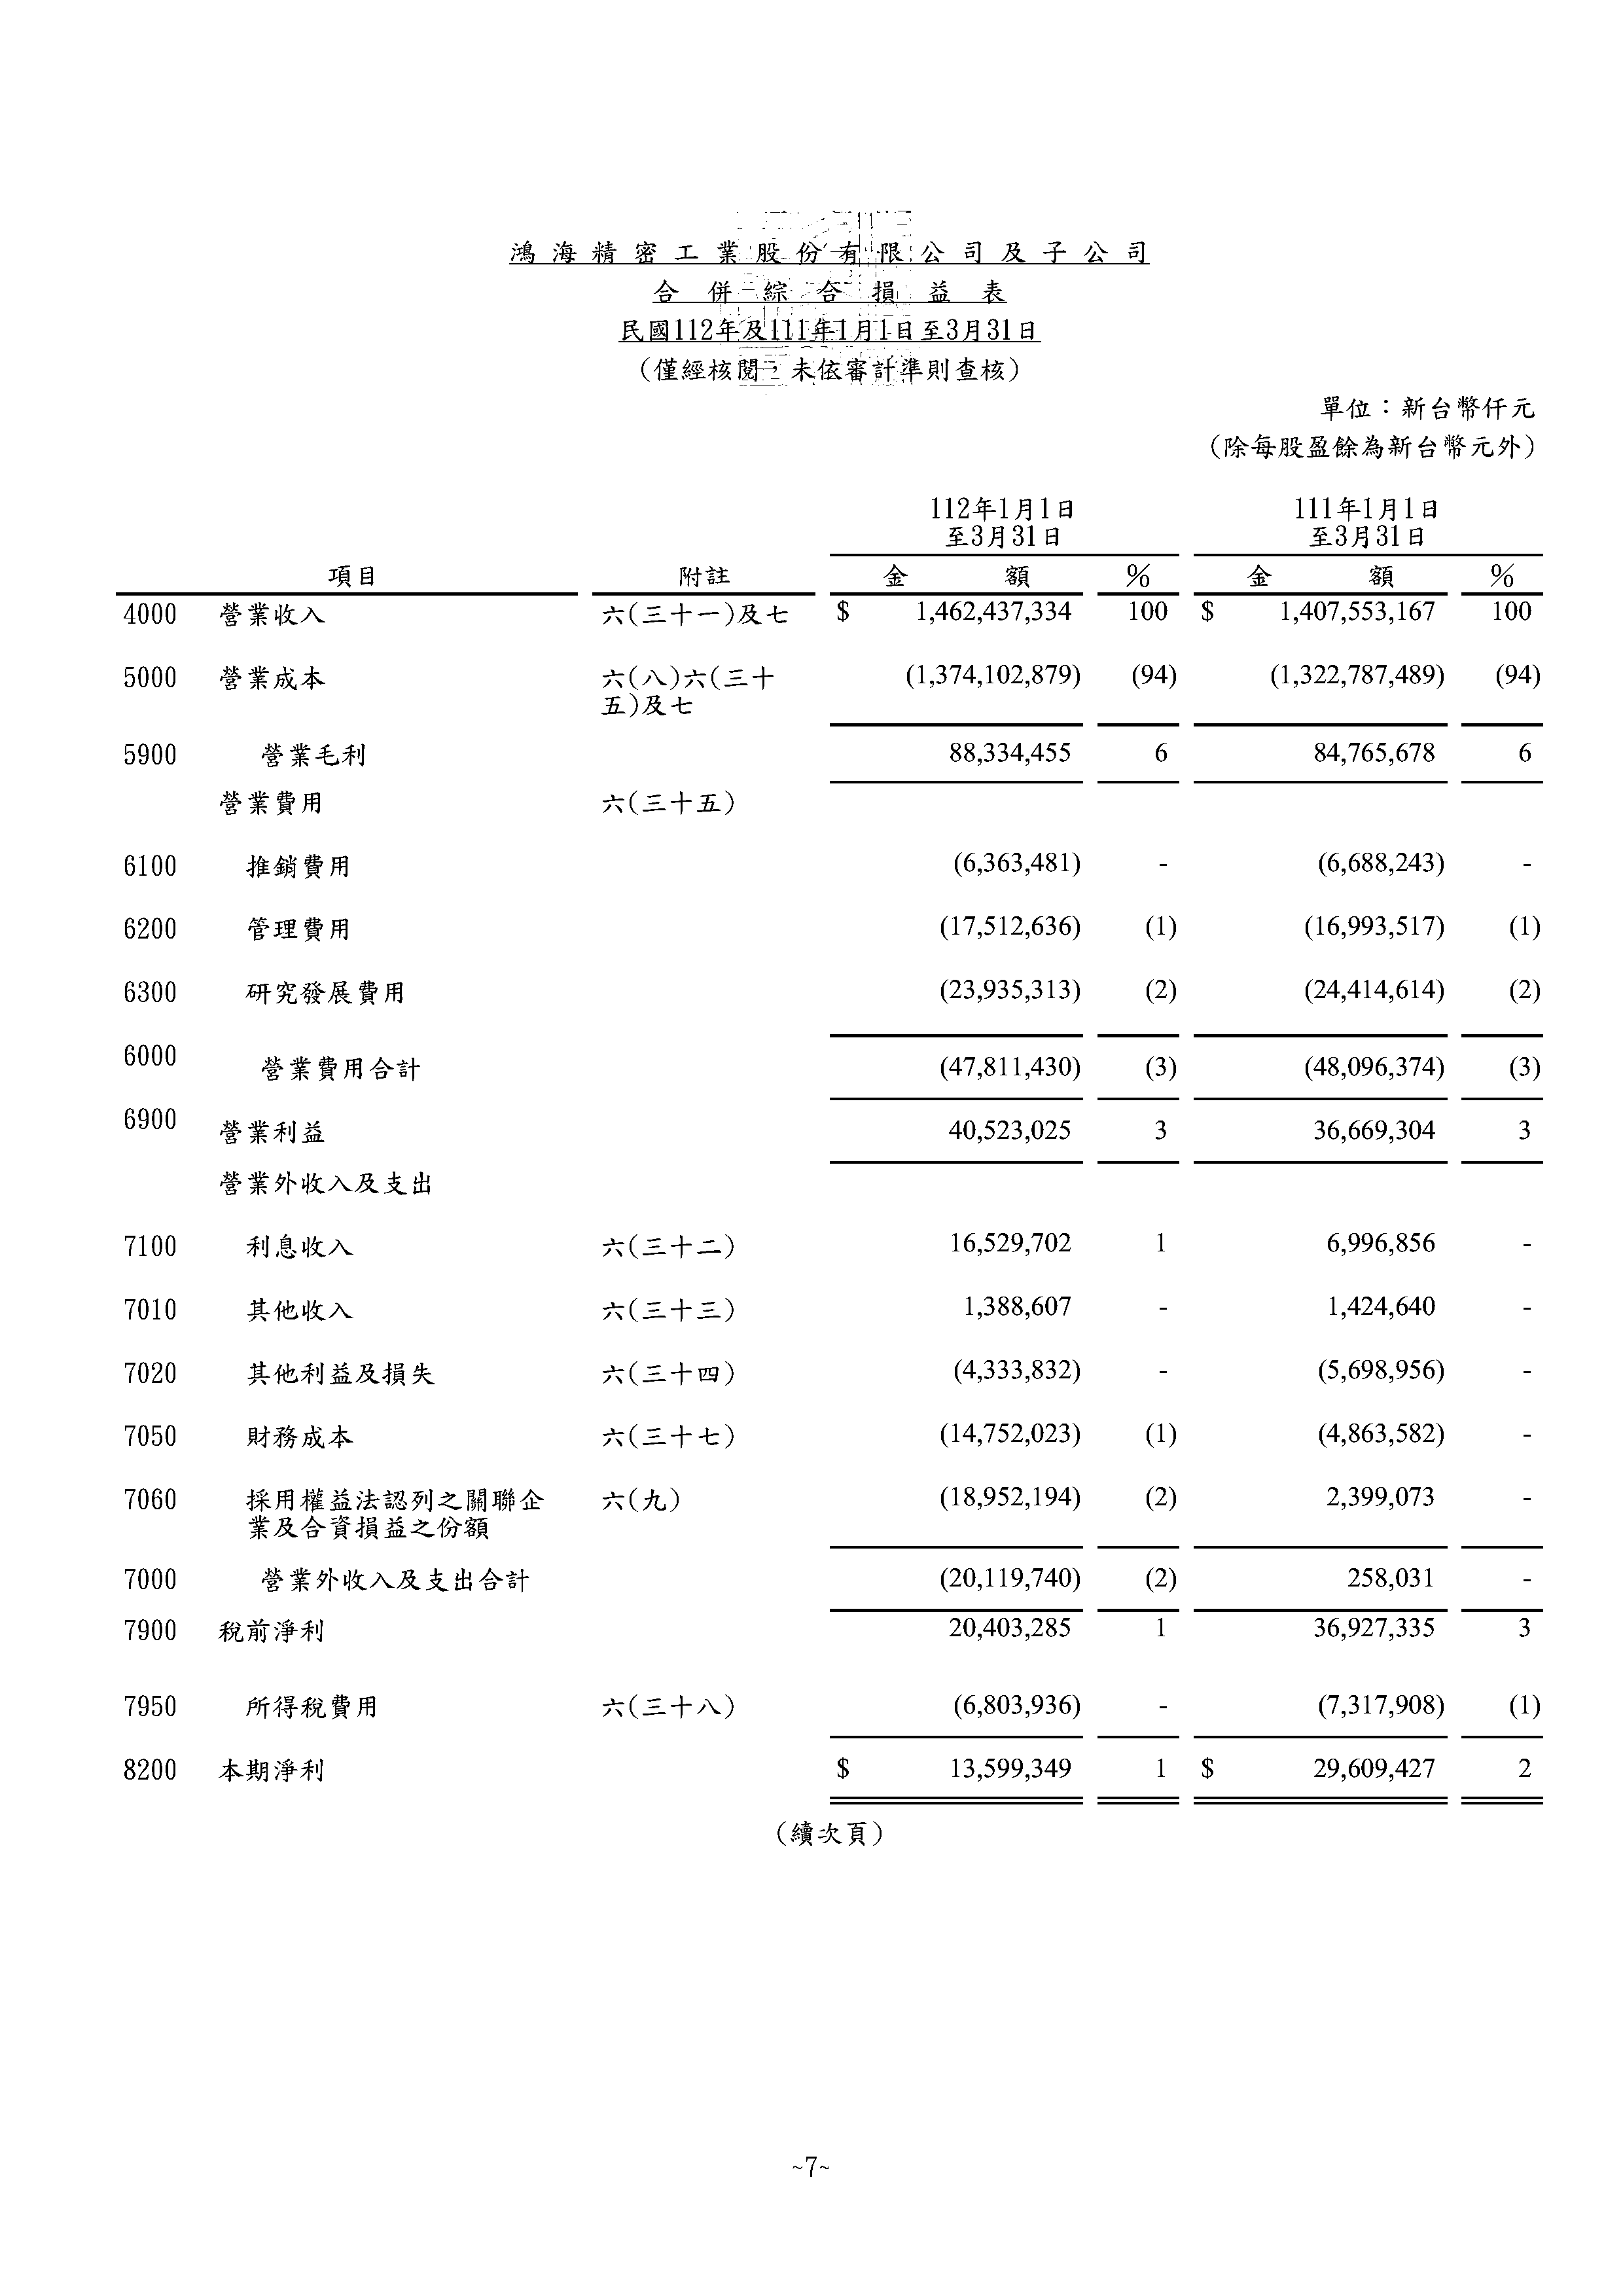 鴻海精密工業股份有限公司及子公司
合併綜合損益表
民國112年及111年1月1日至3月31日
(僅經核閱，未依審計準則查核)
單位：新台幣仟元
(除每股盈餘為新台幣元外)
112年1月1日 111年1月1日
至3月31日 至3月31日
項目 附註 金額 % 金額 %
4000 營業收入 六(三十一)及七 $ 1,462,437,334 100 $ 1,407,553,167 100
5000 營業成本 六(八)六(三十 (1,374,102,879) (94) (1,322,787,489) (94)
五)及七
5900 營業毛利 88,334,455 6 84,765,678 6
營業費用 六(三十五)
6100 推銷費用 (6,363,481) - (6,688,243) -
6200 管理費用 (17,512,636) (1) (16,993,517) (1)
6300 研究發展費用 (23,935,313) (2) (24,414,614) (2)
6000 營業費用合計 (47,811,430) (3) (48,096,374) (3)
6900 營業利益 40,523,025 3 36,669,304 3
營業外收入及支出
7100 利息收入 六(三十二) 16,529,702 1 6,996,856 -
7010 其他收入 六(三十三) 1,388,607 - 1,424,640 -
7020 其他利益及損失 六(三十四) (4,333,832) - (5,698,956) -
7050 財務成本 六(三十七) (14,752,023) (1) (4,863,582) -
7060 採用權益法認列之關聯企 六(九) (18,952,194) (2) 2,399,073 -
業及合資損益之份額
7000 營業外收入及支出合計 (20,119,740) (2) 258,031 -
7900 稅前淨利 20,403,285 1 36,927,335 3
7950 所得稅費用 六(三十八) (6,803,936) - (7,317,908) (1)
8200 本期淨利 $ 13,599,349 1 $ 29,609,427 2
(續次頁)
~7~